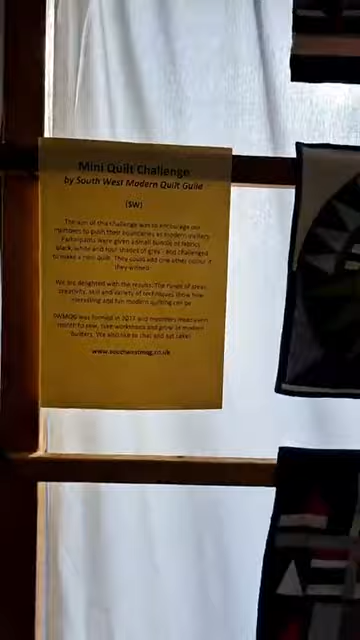 Mini Quilt Challenge
by South West Modern Quilt Guild
(SW)
The aim of this challenge was to encourage our
members to push their boundaries as modern quilters.
Participants were given a small bundle of fabrics
black, white and four shades of grey - and challenged
to make a mini quilt. They could add one other colour if
they wished.
We are delighted with the results. The range of ideas,
creativity, skill and variety of techniques show how
and fun modern quilting can be.
SWMQG was formed in and members meet every
month to sew, take workshops and grow as modern
quilters. We also like to chat and eat cake!
www.southwestmqg.co.uk